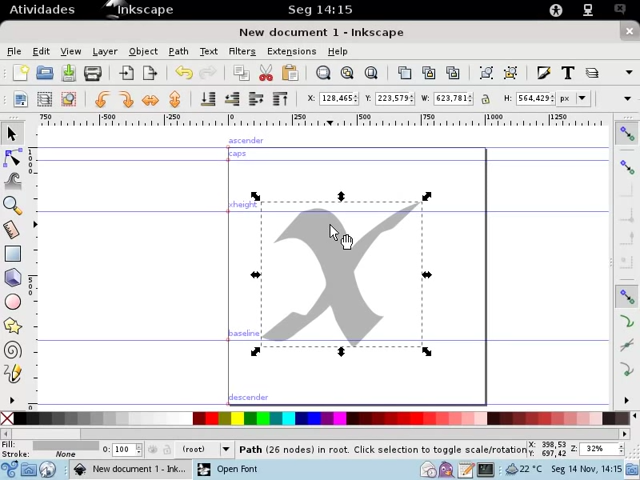 Atividades Inkscape Seg 14:15
New document 1 - Inkscape
File Edit View Layer Object Path Text Filters Extensions Help
X: 128,465 Y: 223,579 W: 623,781 H: 564,429 px
750 -500 -250 0 250 500 750 1000 1250
ascender
caps
xheight
baseline
descender
x
Fill: Stroke: None O: 100 (root) Path (26 nodes) in root. Click selection to toggle scale/rotation X: 398,53 Y: 697,42 Z: 32%
New document 1 - Ink... Open Font 22 °C Seg 14 Nov, 14:15